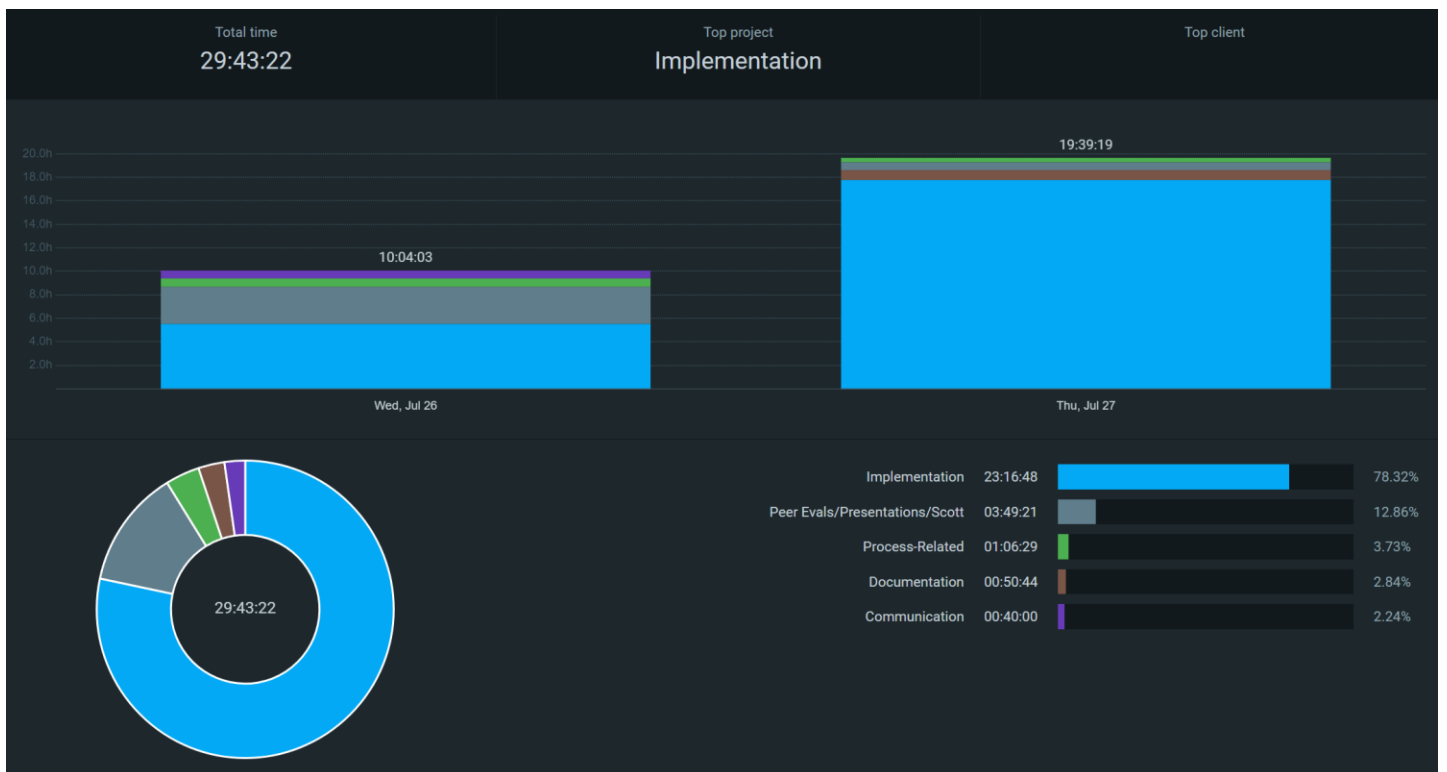 Total time
29:43:22
Top project
Implementation
Top client
19:39:19
20.0h
18.0h
16.0h
14.0h
12.0h
10:04:03
10.0h
8.0h
6.0h
4.0h
2.0h
Wed, Jul 26
Thu, Jul 27
29:43:22
Implementation 23:16:48 78.32%
Peer Evals/Presentations/Scott 03:49:21 12.86%
Process-Related 01:06:29 3.73%
Documentation 00:50:44 2.84%
Communication 00:40:00 2.24%